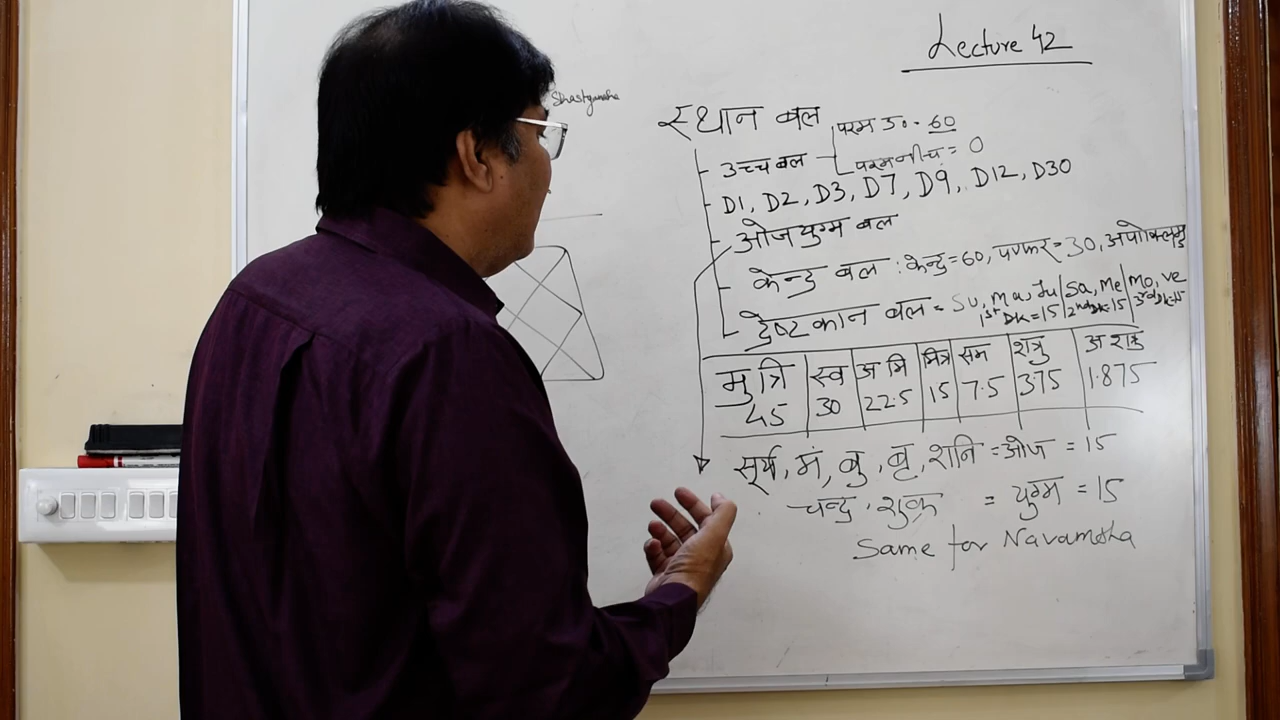 Lecture 42
Shastyamsha
स्थान बल
उच्च बल
परम उ. - 60
परमनीच = 0
D1, D2, D3, D7, D9, D12, D30
ओजयुग्म बल
केन्द्र बल : केन्द्र = 60, पणफर = 30, अपोक्लिम
द्रेष्टकान बल = Su, Ma, Ju | Sa, Me | Mo, Ve
1st Dk = 15 | 2nd Dk = 15 | 3rd Dk = 15
मु त्रि | स्व | अ मि | मित्र | सम | शत्रु | अ शत्रु
45 | 30 | 22.5 | 15 | 7.5 | 375 | 1.875
सूर्य, मं, बु, बृ, शनि = ओज = 15
चन्द्र, शुक्र = युग्म = 15
Same for Navamsha